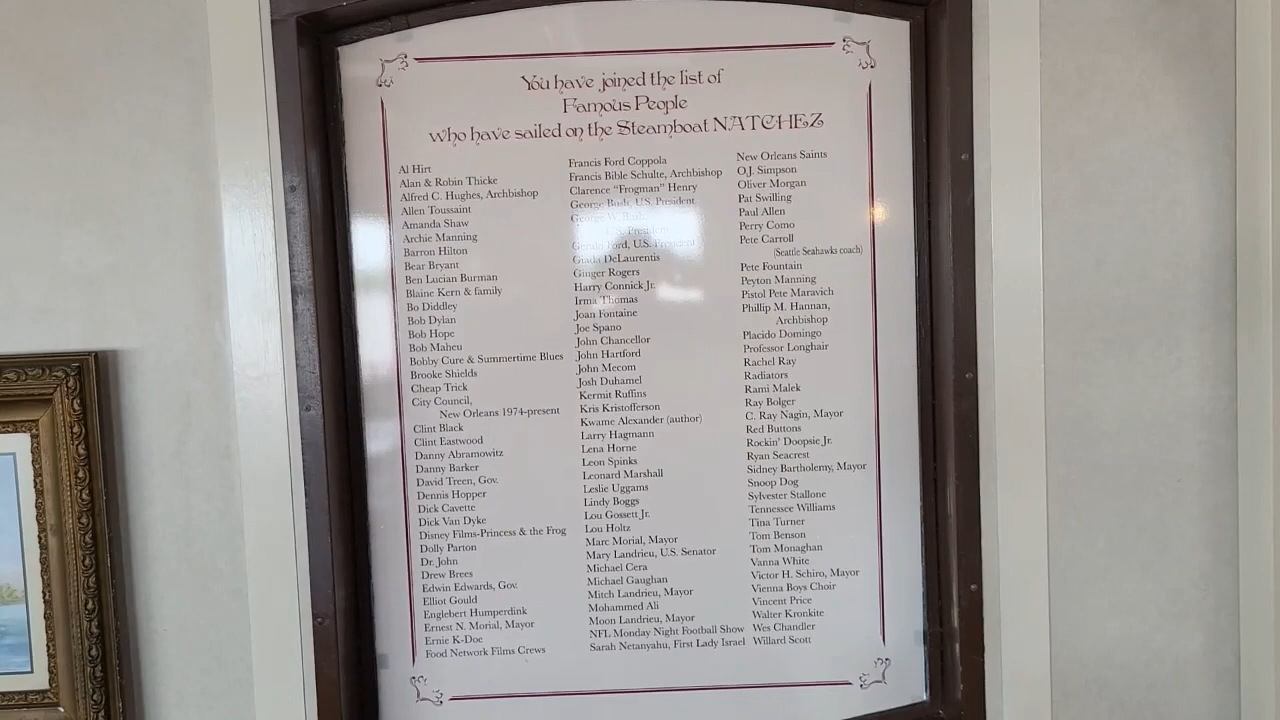 You have joined the list of
Famous People
who have sailed on the Steamboat NATCHEZ
Al Hirt
Alan & Robin Thicke
Alfred C. Hughes, Archbishop
Allen Toussaint
Amanda Shaw
Archie Manning
Barron Hilton
Bear Bryant
Ben Lucian Burman
Blaine Kern & family
Bo Diddley
Bob Dylan
Bob Hope
Bob Maheu
Bobby Cure & Summertime Blues
Brooke Shields
Cheap Trick
City Council,
New Orleans 1974-present
Clint Black
Clint Eastwood
Danny Abramowitz
Danny Barker
David Treen, Gov.
Dennis Hopper
Dick Cavette
Dick Van Dyke
Disney Films-Princess & the Frog
Dolly Parton
Dr. John
Drew Brees
Edwin Edwards, Gov.
Elliot Gould
Englebert Humperdink
Ernest N. Morial, Mayor
Ernie K-Doe
Food Network Films Crews
Francis Ford Coppola
Francis Bible Schulte, Archbishop
Clarence "Frogman" Henry
George Bush, U.S. President
George W. Bush,
U.S. President
Gerald Ford, U.S. President
Giada DeLaurentis
Ginger Rogers
Harry Connick Jr.
Irma Thomas
Joan Fontaine
Joe Spano
John Chancellor
John Hartford
John Mecom
Josh Duhamel
Kermit Ruffins
Kris Kristofferson
Kwame Alexander (author)
Larry Hagmann
Lena Horne
Leon Spinks
Leonard Marshall
Leslie Uggams
Lindy Boggs
Lou Gossett Jr.
Lou Holtz
Marc Morial, Mayor
Mary Landrieu, U.S. Senator
Michael Cera
Michael Gaughan
Mitch Landrieu, Mayor
Mohammed Ali
Moon Landrieu, Mayor
NFL Monday Night Football Show
Sarah Netanyahu, First Lady Israel
New Orleans Saints
O.J. Simpson
Oliver Morgan
Pat Swilling
Paul Allen
Perry Como
Pete Carroll
(Seattle Seahawks coach)
Pete Fountain
Peyton Manning
Pistol Pete Maravich
Phillip M. Hannan,
Archbishop
Placido Domingo
Professor Longhair
Rachel Ray
Radiators
Rami Malek
Ray Bolger
C. Ray Nagin, Mayor
Red Buttons
Rockin' Doopsie Jr.
Ryan Seacrest
Sidney Bartholemy, Mayor
Snoop Dog
Sylvester Stallone
Tennessee Williams
Tina Turner
Tom Benson
Tom Monaghan
Vanna White
Victor H. Schiro, Mayor
Vienna Boys Choir
Vincent Price
Walter Kronkite
Wes Chandler
Willard Scott